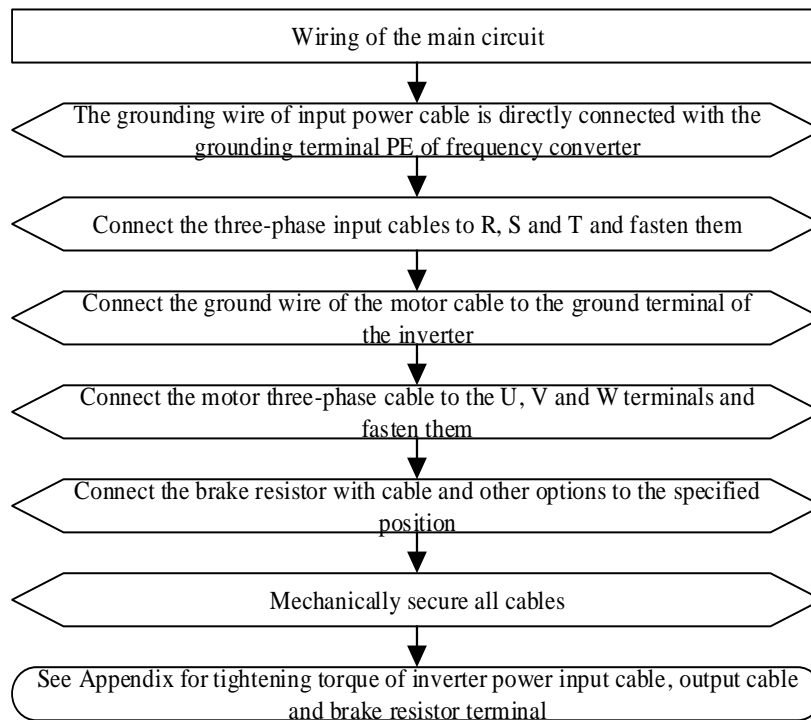 Wiring of the main circuit
The grounding wire of input power cable is directly connected with the
grounding terminal PE of frequency converter
Connect the three-phase input cables to R, S and T and fasten them
Connect the ground wire of the motor cable to the ground terminal of
the inverter
Connect the motor three-phase cable to the U, V and W terminals and
fasten them
Connect the brake resistor with cable and other options to the specified
position
Mechanically secure all cables
See Appendix for tightening torque of inverter power input cable, output cable
and brake resistor terminal